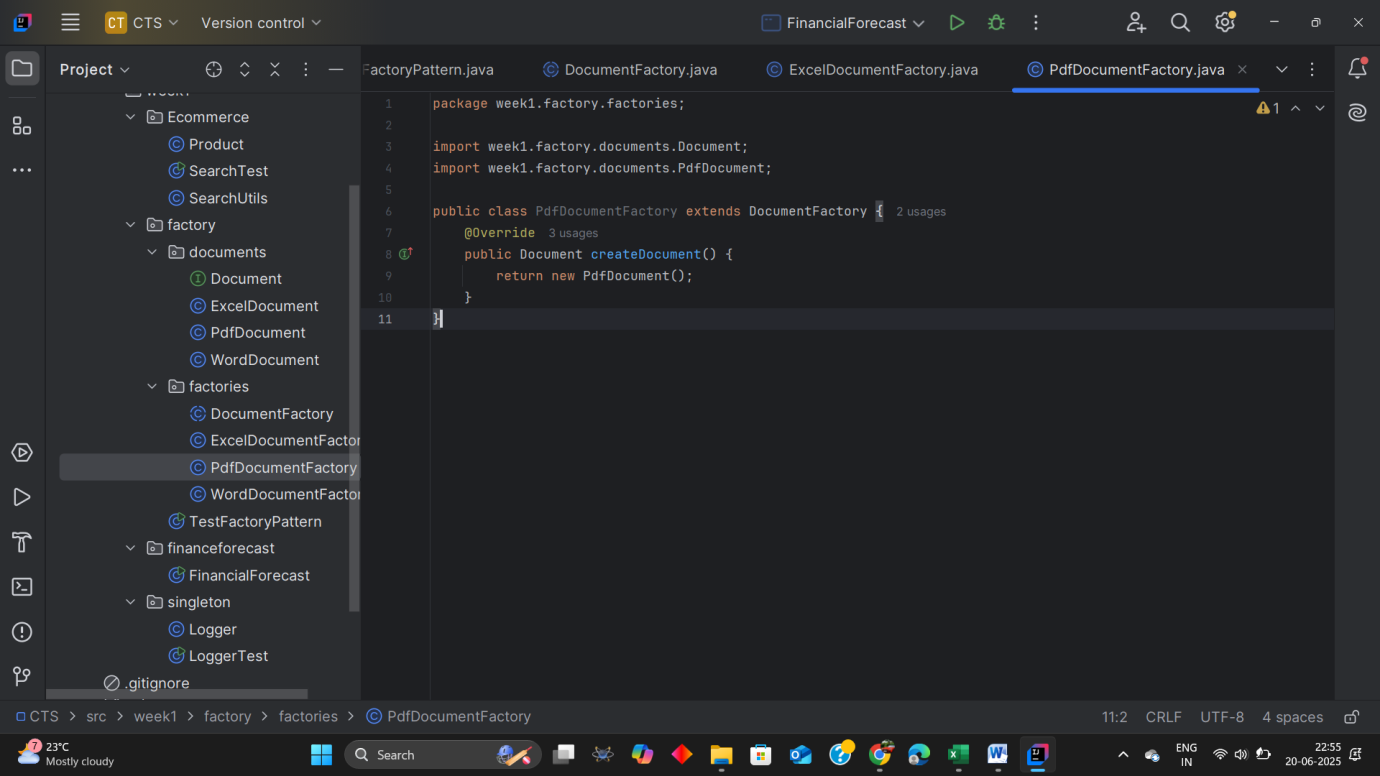 CT CTS Version control FinancialForecast
Project
FactoryPattern.java DocumentFactory.java ExcelDocumentFactory.java PdfDocumentFactory.java
week1
Ecommerce
Product
SearchTest
SearchUtils
factory
documents
Document
ExcelDocument
PdfDocument
WordDocument
factories
DocumentFactory
ExcelDocumentFactor
PdfDocumentFactory
WordDocumentFactor
TestFactoryPattern
financeforecast
FinancialForecast
singleton
Logger
LoggerTest
.gitignore
1 package week1.factory.factories;
2
3 import week1.factory.documents.Document;
4 import week1.factory.documents.PdfDocument;
5
6 public class PdfDocumentFactory extends DocumentFactory { 2 usages
7 @Override 3 usages
8 public Document createDocument() {
9 return new PdfDocument();
10 }
11 }
1
CTS > src > week1 > factory > factories > PdfDocumentFactory 11:2 CRLF UTF-8 4 spaces
7 23°C
Mostly cloudy
Search
ENG
IN
22:55
20-06-2025